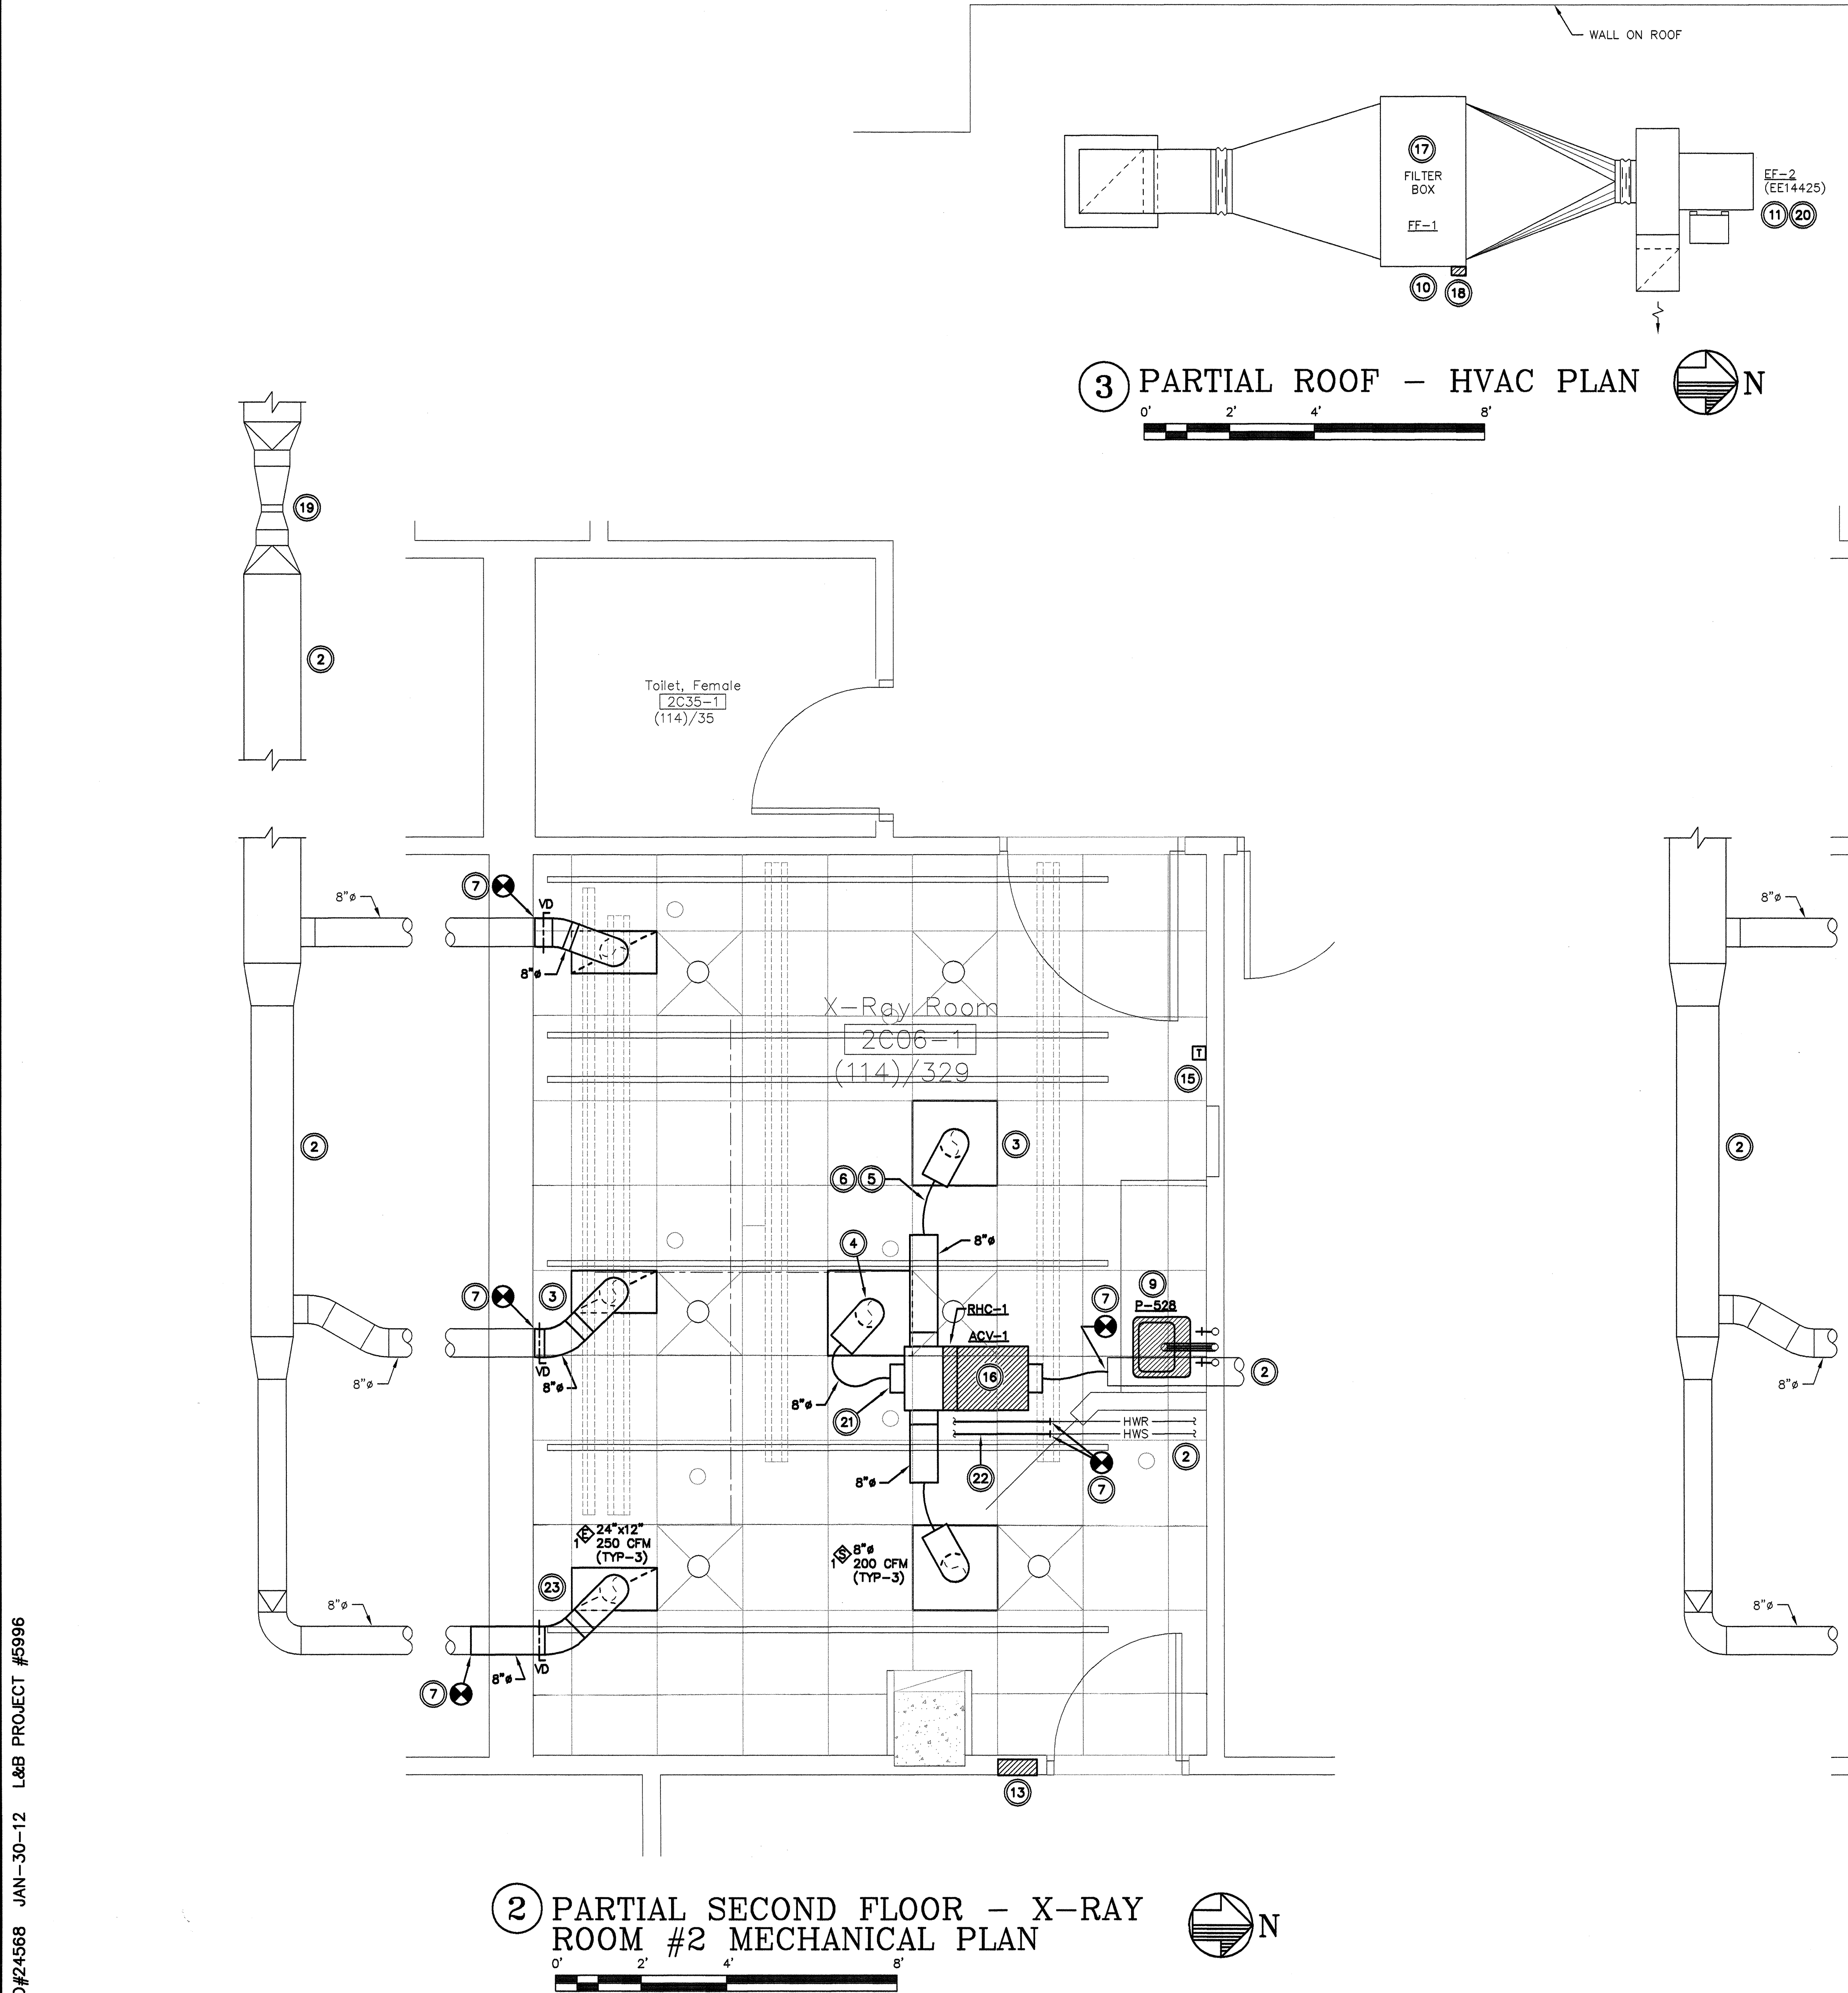 WALL ON ROOF
17
FILTER
BOX
FF-1
EF-2
(EE14425)
11 20
10 18
3 PARTIAL ROOF - HVAC PLAN N
0' 2' 4' 8'
19
2
Toilet, Female
2C35-1
(114)/35
7
VD
8"ø
8"ø
8"ø
8"ø
X-Ray Room
2C06-1
(114)/329
T
15
2
3
2
6 5
4
8"ø
9
P-528
7
3
7
RHC-1
ACV-1
VD
8"ø
8"ø
16
2
8"ø
8"ø
21
HWR
HWS
2
22
7
8"ø
E 24"x12"
1 250 CFM
(TYP-3)
S 8"ø
1 200 CFM
(TYP-3)
23
8"ø
8"ø
VD
8"ø
7
13
2 PARTIAL SECOND FLOOR - X-RAY
ROOM #2 MECHANICAL PLAN N
0' 2' 4' 8'
#24568 JAN-30-12 L&B PROJECT #5996